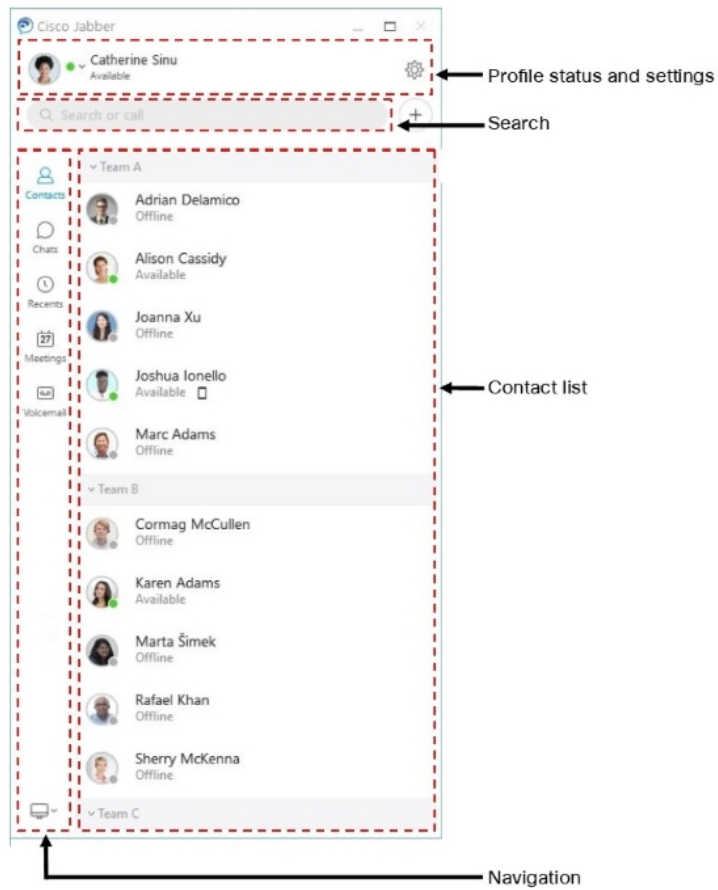 Cisco Jabber
Catherine Sinu
Available
Profile status and settings
Search or call
Search
Contacts
Chats
Recents
27
Meetings
Voicemail
Team A
Adrian Delamico
Offline
Alison Cassidy
Available
Joanna Xu
Offline
Joshua Ionello
Available
Marc Adams
Offline
Contact list
Team B
Cormag McCullen
Offline
Karen Adams
Available
Marta Šimek
Offline
Rafael Khan
Offline
Sherry McKenna
Offline
Team C
Navigation